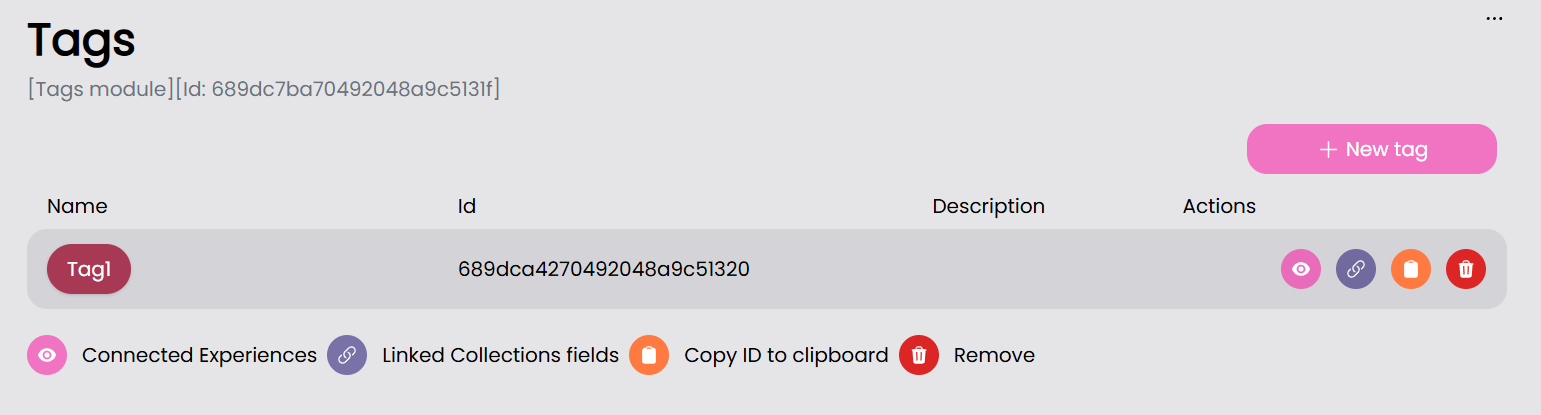 Tags
[Tags module][Id: 689dc7ba70492048a9c5131f]
+ New tag
Name Id Description Actions
Tag1 689dca4270492048a9c51320
Connected Experiences Linked Collections fields Copy ID to clipboard Remove